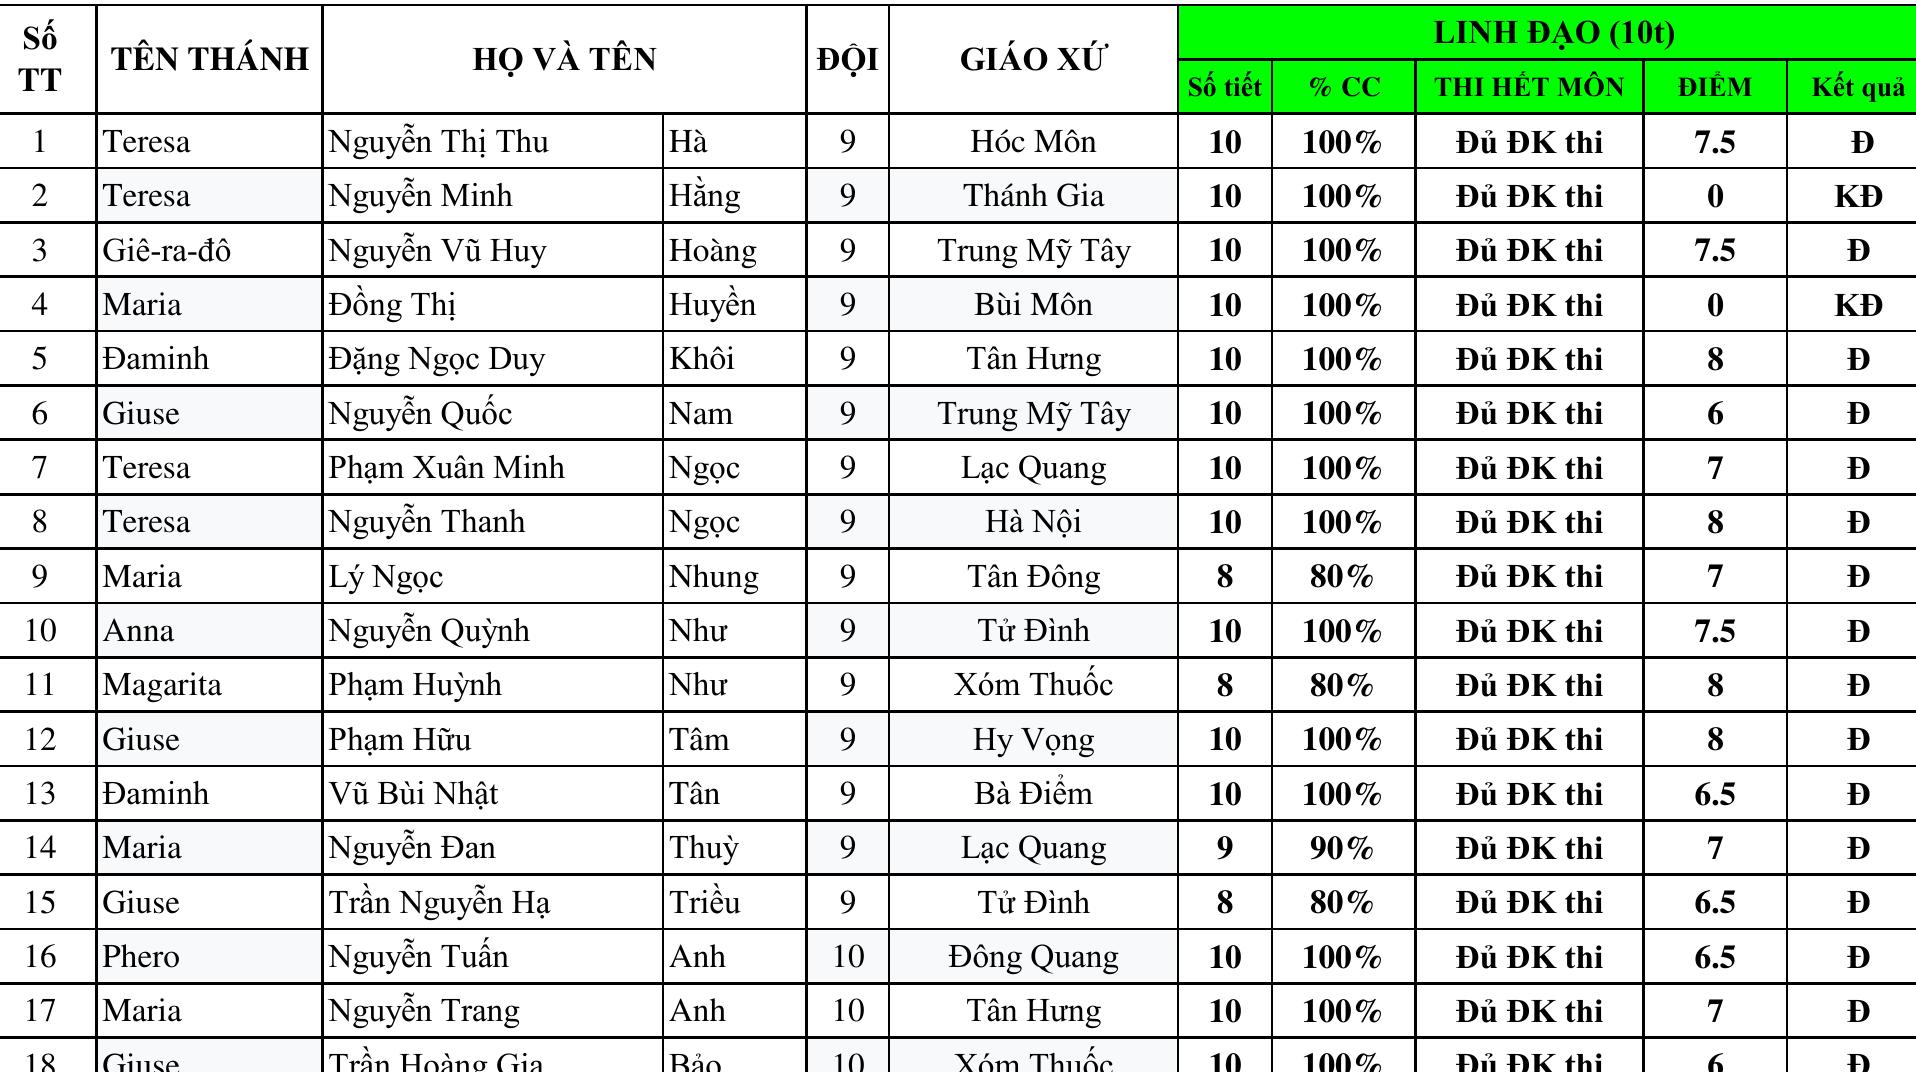 Số TT TÊN THÁNH HỌ VÀ TÊN ĐỘI GIÁO XỨ LINH ĐẠO (10t)
Số tiết % CC THI HẾT MÔN ĐIỂM Kết quả
1 Teresa Nguyễn Thị Thu Hà 9 Hóc Môn 10 100% Đủ ĐK thi 7.5 Đ
2 Teresa Nguyễn Minh Hằng 9 Thánh Gia 10 100% Đủ ĐK thi 0 KĐ
3 Giê-ra-đô Nguyễn Vũ Huy Hoàng 9 Trung Mỹ Tây 10 100% Đủ ĐK thi 7.5 Đ
4 Maria Đồng Thị Huyền 9 Bùi Môn 10 100% Đủ ĐK thi 0 KĐ
5 Đaminh Đặng Ngọc Duy Khôi 9 Tân Hưng 10 100% Đủ ĐK thi 8 Đ
6 Giuse Nguyễn Quốc Nam 9 Trung Mỹ Tây 10 100% Đủ ĐK thi 6 Đ
7 Teresa Phạm Xuân Minh Ngọc 9 Lạc Quang 10 100% Đủ ĐK thi 7 Đ
8 Teresa Nguyễn Thanh Ngọc 9 Hà Nội 10 100% Đủ ĐK thi 8 Đ
9 Maria Lý Ngọc Nhung 9 Tân Đông 8 80% Đủ ĐK thi 7 Đ
10 Anna Nguyễn Quỳnh Như 9 Tử Đình 10 100% Đủ ĐK thi 7.5 Đ
11 Magarita Phạm Huỳnh Như 9 Xóm Thuốc 8 80% Đủ ĐK thi 8 Đ
12 Giuse Phạm Hữu Tâm 9 Hy Vọng 10 100% Đủ ĐK thi 8 Đ
13 Đaminh Vũ Bùi Nhật Tân 9 Bà Điểm 10 100% Đủ ĐK thi 6.5 Đ
14 Maria Nguyễn Đan Thuỳ 9 Lạc Quang 9 90% Đủ ĐK thi 7 Đ
15 Giuse Trần Nguyễn Hạ Triều 9 Tử Đình 8 80% Đủ ĐK thi 6.5 Đ
16 Phero Nguyễn Tuấn Anh 10 Đông Quang 10 100% Đủ ĐK thi 6.5 Đ
17 Maria Nguyễn Trang Anh 10 Tân Hưng 10 100% Đủ ĐK thi 7 Đ
18 Giuse Trần Hoàng Gia Bảo 10 Xóm Thuốc 10 100% Đủ ĐK thi 6 Đ